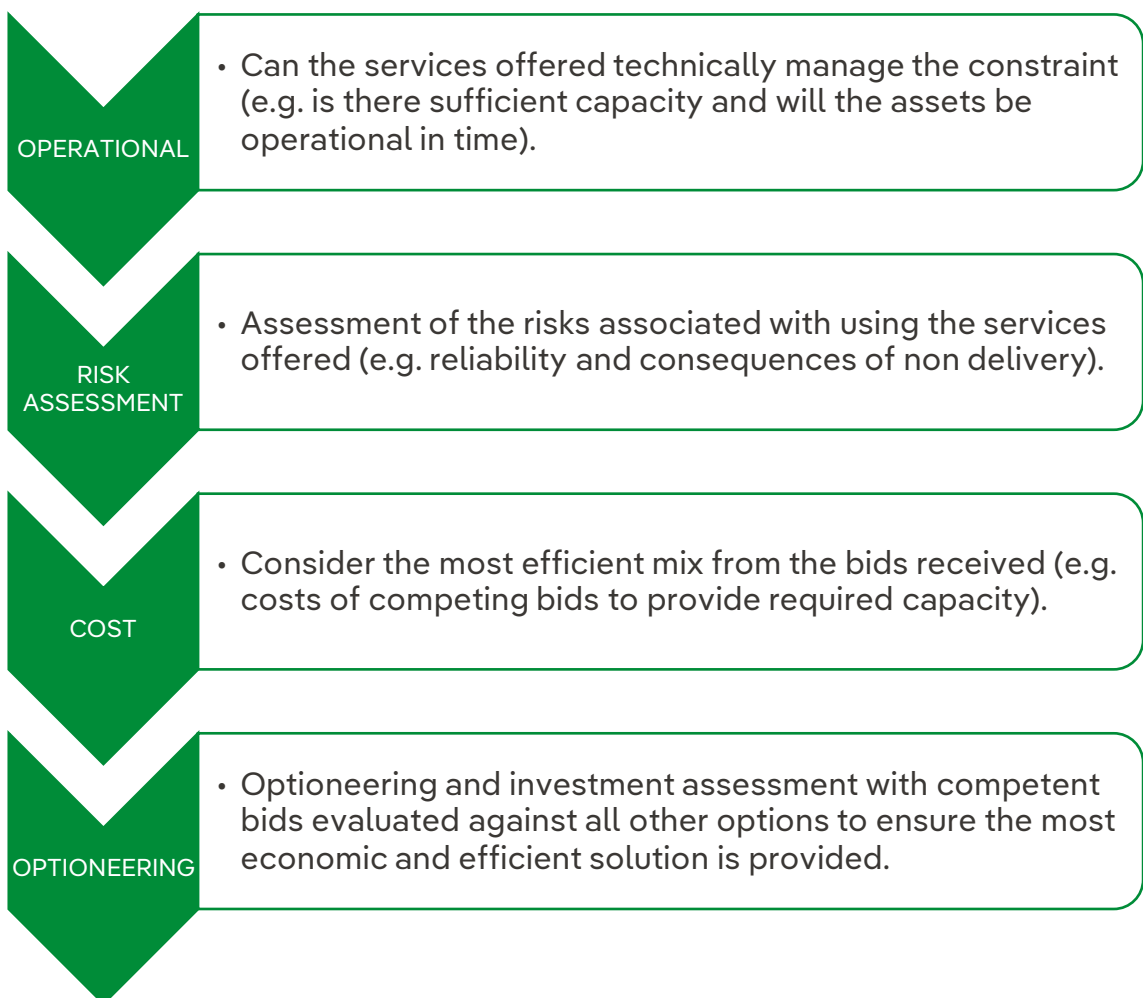 OPERATIONAL
• Can the services offered technically manage the constraint
(e.g. is there sufficient capacity and will the assets be
operational in time).
RISK
ASSESSMENT
• Assessment of the risks associated with using the services
offered (e.g. reliability and consequences of non delivery).
COST
• Consider the most efficient mix from the bids received (e.g.
costs of competing bids to provide required capacity).
OPTIONEERING
• Optioneering and investment assessment with competent
bids evaluated against all other options to ensure the most
economic and efficient solution is provided.